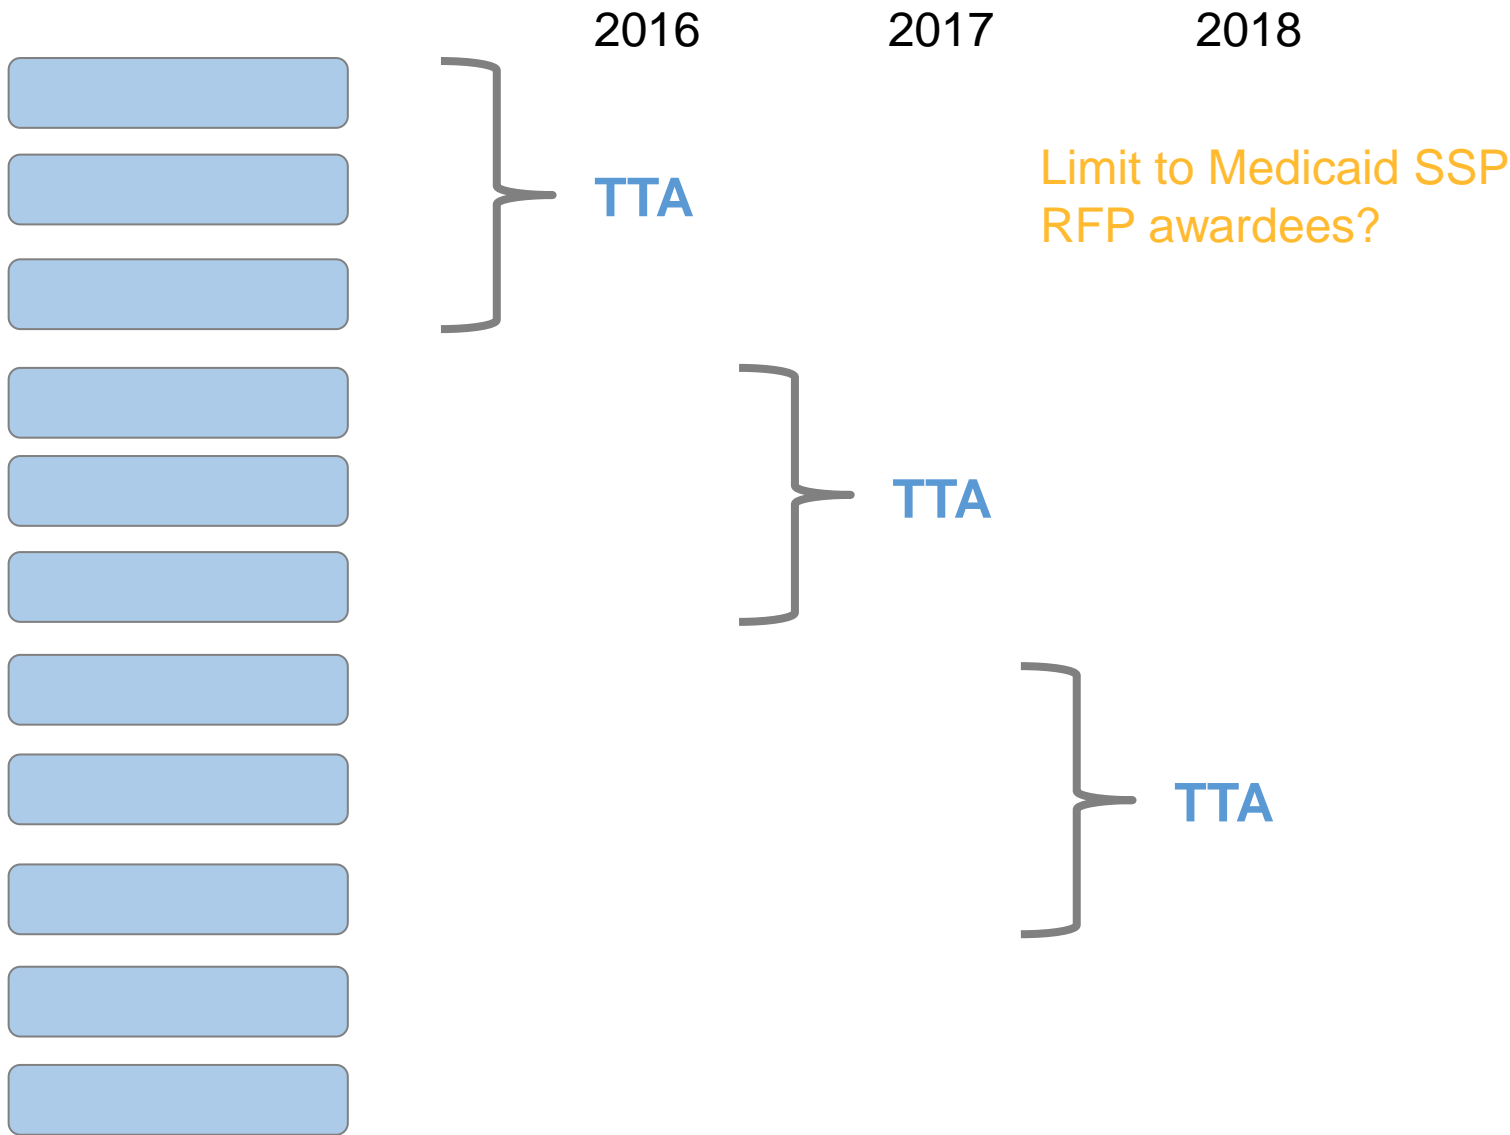 2016 2017 2018
Limit to Medicaid SSP
TTA
RFP awardees?
TTA
TTA